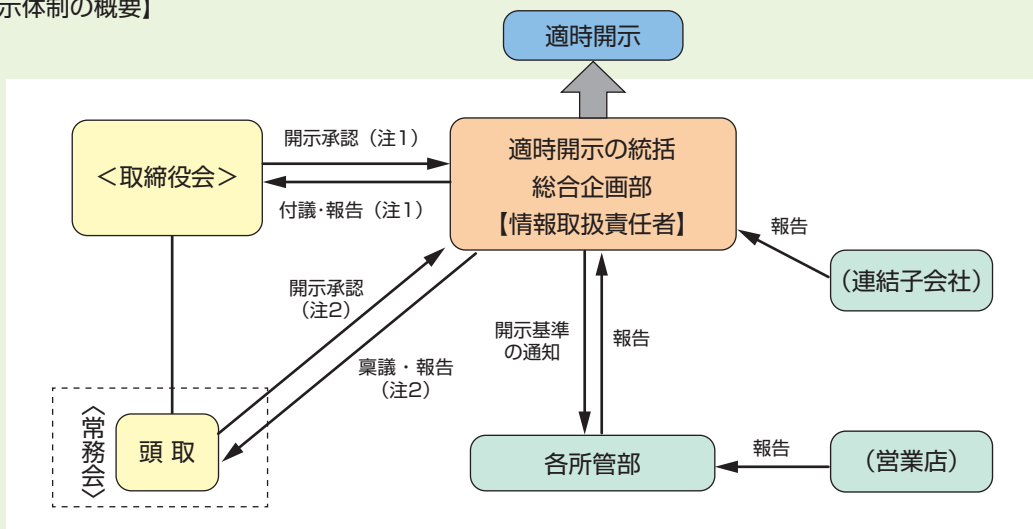 示体制の概要】
適時開示
＜取締役会＞
開示承認（注1）
付議･報告（注1）
適時開示の統括
総合企画部
【情報取扱責任者】
報告
（連結子会社）
開示承認
（注2）
稟議・報告
（注2）
開示基準
の通知
報告
〈常務会〉
頭 取
各所管部
報告
（営業店）